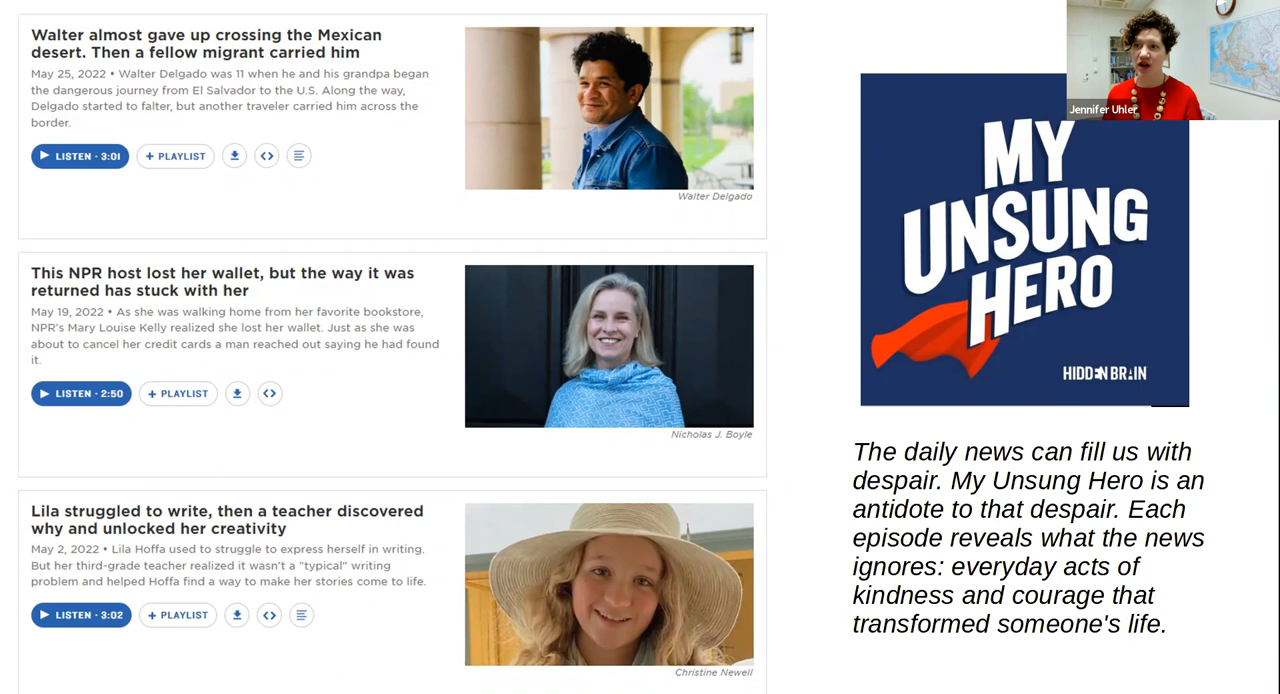 Walter almost gave up crossing the Mexican
desert. Then a fellow migrant carried him
May 25, 2022 • Walter Delgado was 11 when he and his grandpa began
the dangerous journey from El Salvador to the U.S. Along the way,
Delgado started to falter, but another traveler carried him across the
border.
LISTEN · 3:01
+ PLAYLIST
Walter Delgado
This NPR host lost her wallet, but the way it was
returned has stuck with her
May 19, 2022 • As she was walking home from her favorite bookstore,
NPR's Mary Louise Kelly realized she lost her wallet. Just as she was
about to cancel her credit cards a man reached out saying he had found
it.
LISTEN · 2:50
+ PLAYLIST
Nicholas J. Boyle
Lila struggled to write, then a teacher discovered
why and unlocked her creativity
May 2, 2022 • Lila Hoffa used to struggle to express herself in writing.
But her third-grade teacher realized it wasn't a "typical" writing
problem and helped Hoffa find a way to make her stories come to life.
LISTEN · 3:02
+ PLAYLIST
Christine Newell
Jennifer Uhler
MY
UNSUNG
HERO
HIDDEN BRAIN
The daily news can fill us with
despair. My Unsung Hero is an
antidote to that despair. Each
episode reveals what the news
ignores: everyday acts of
kindness and courage that
transformed someone's life.